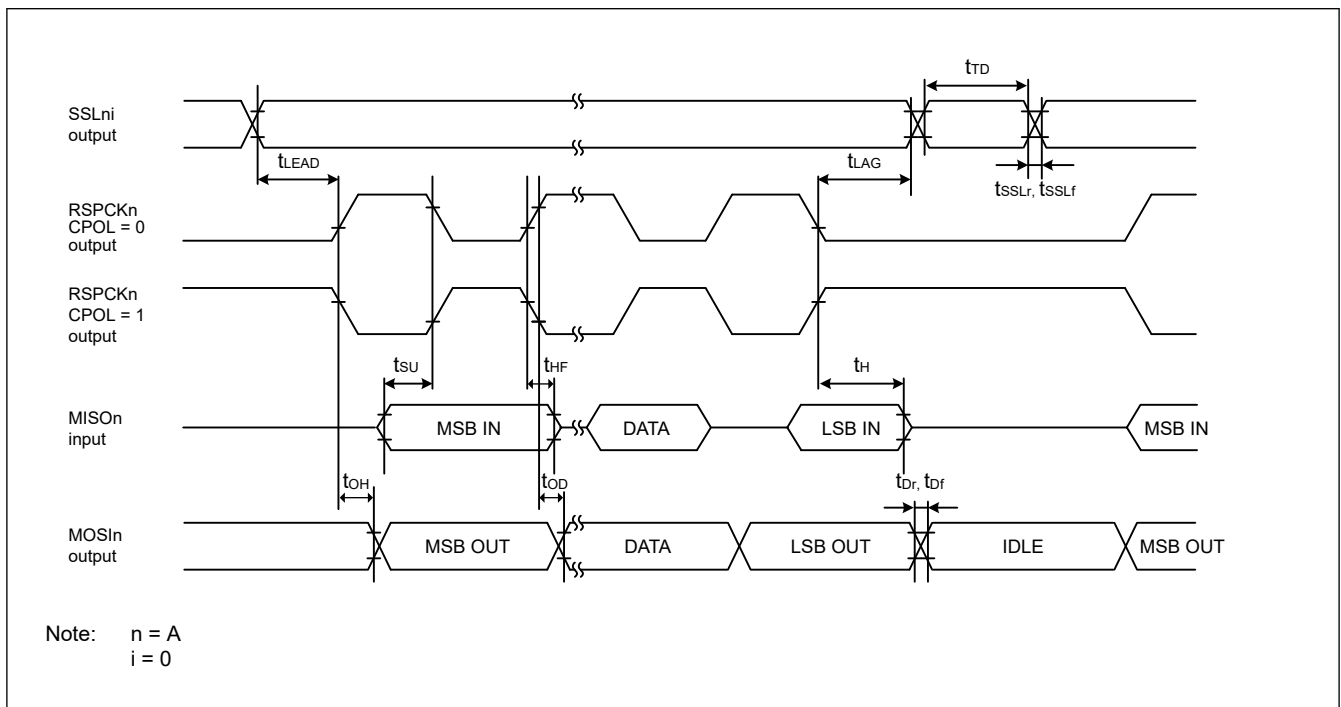 tTD
SSLni
output
tLEAD
tLAG
tSSLr, tSSLf
RSPCKn
CPOL = 0
output
RSPCKn
CPOL = 1
output
tSU
tHF
tH
MISOn
input
MSB IN
DATA
LSB IN
MSB IN
tOH
tOD
tDr, tDf
MOSIn
output
MSB OUT
DATA
LSB OUT
IDLE
MSB OUT
Note: n = A
i = 0